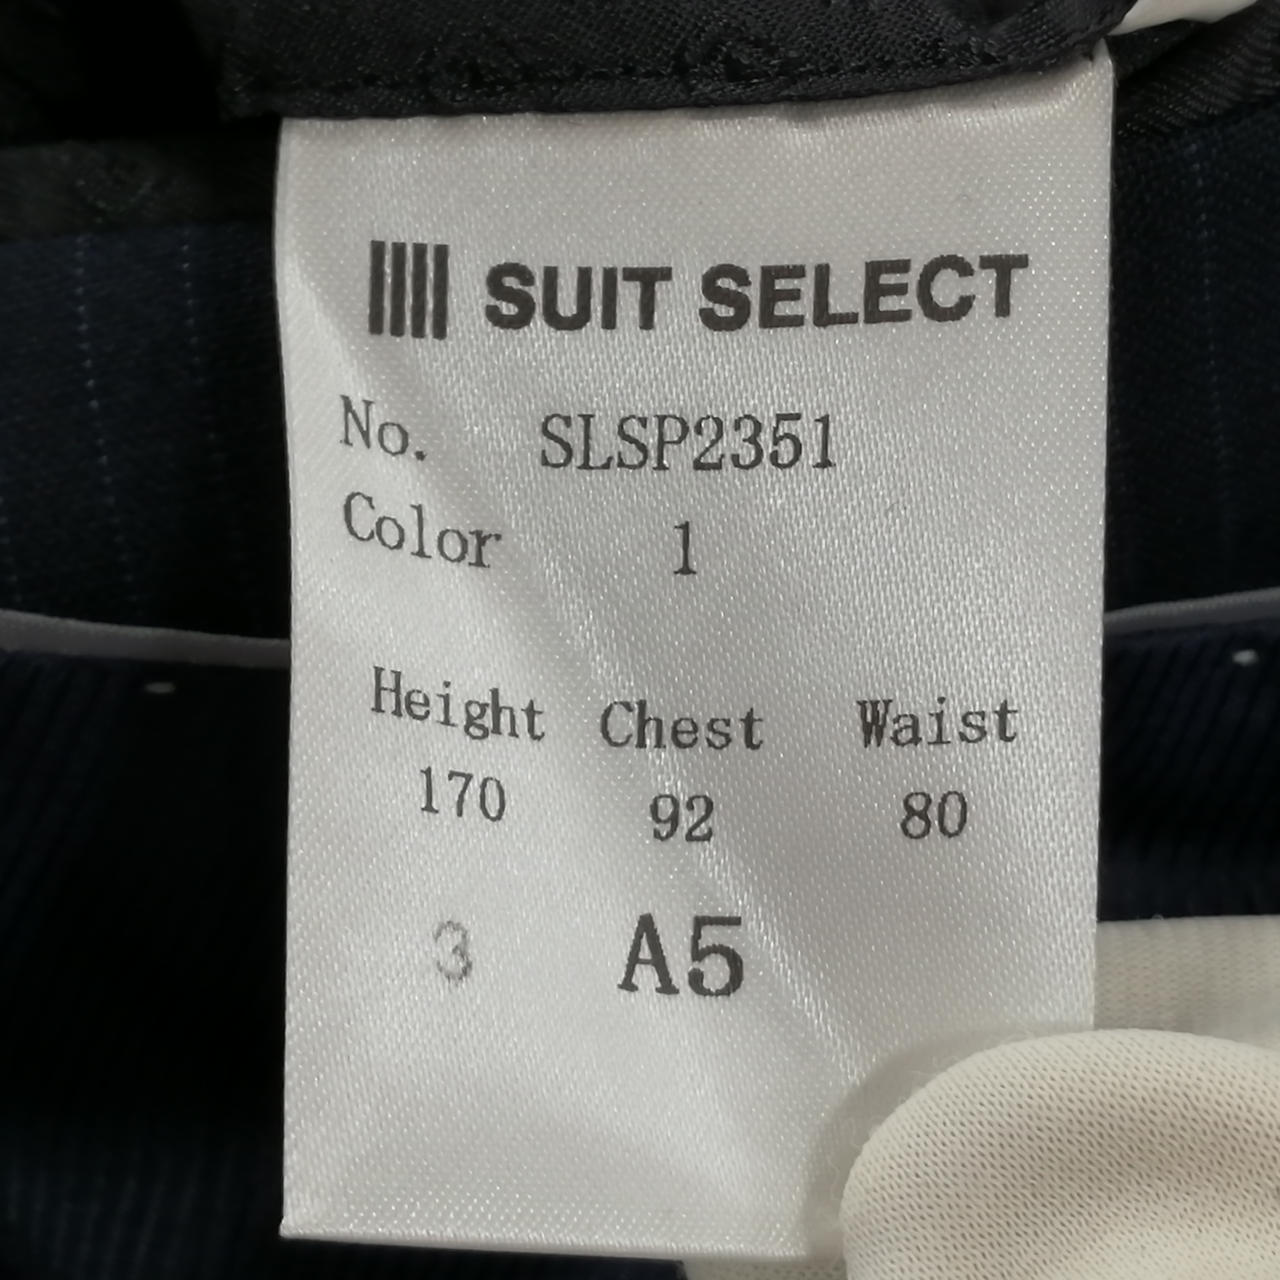 SUIT SELECT
No. SLSP2351
Color 1
Height Chest Waist
170 92 80
3 A5